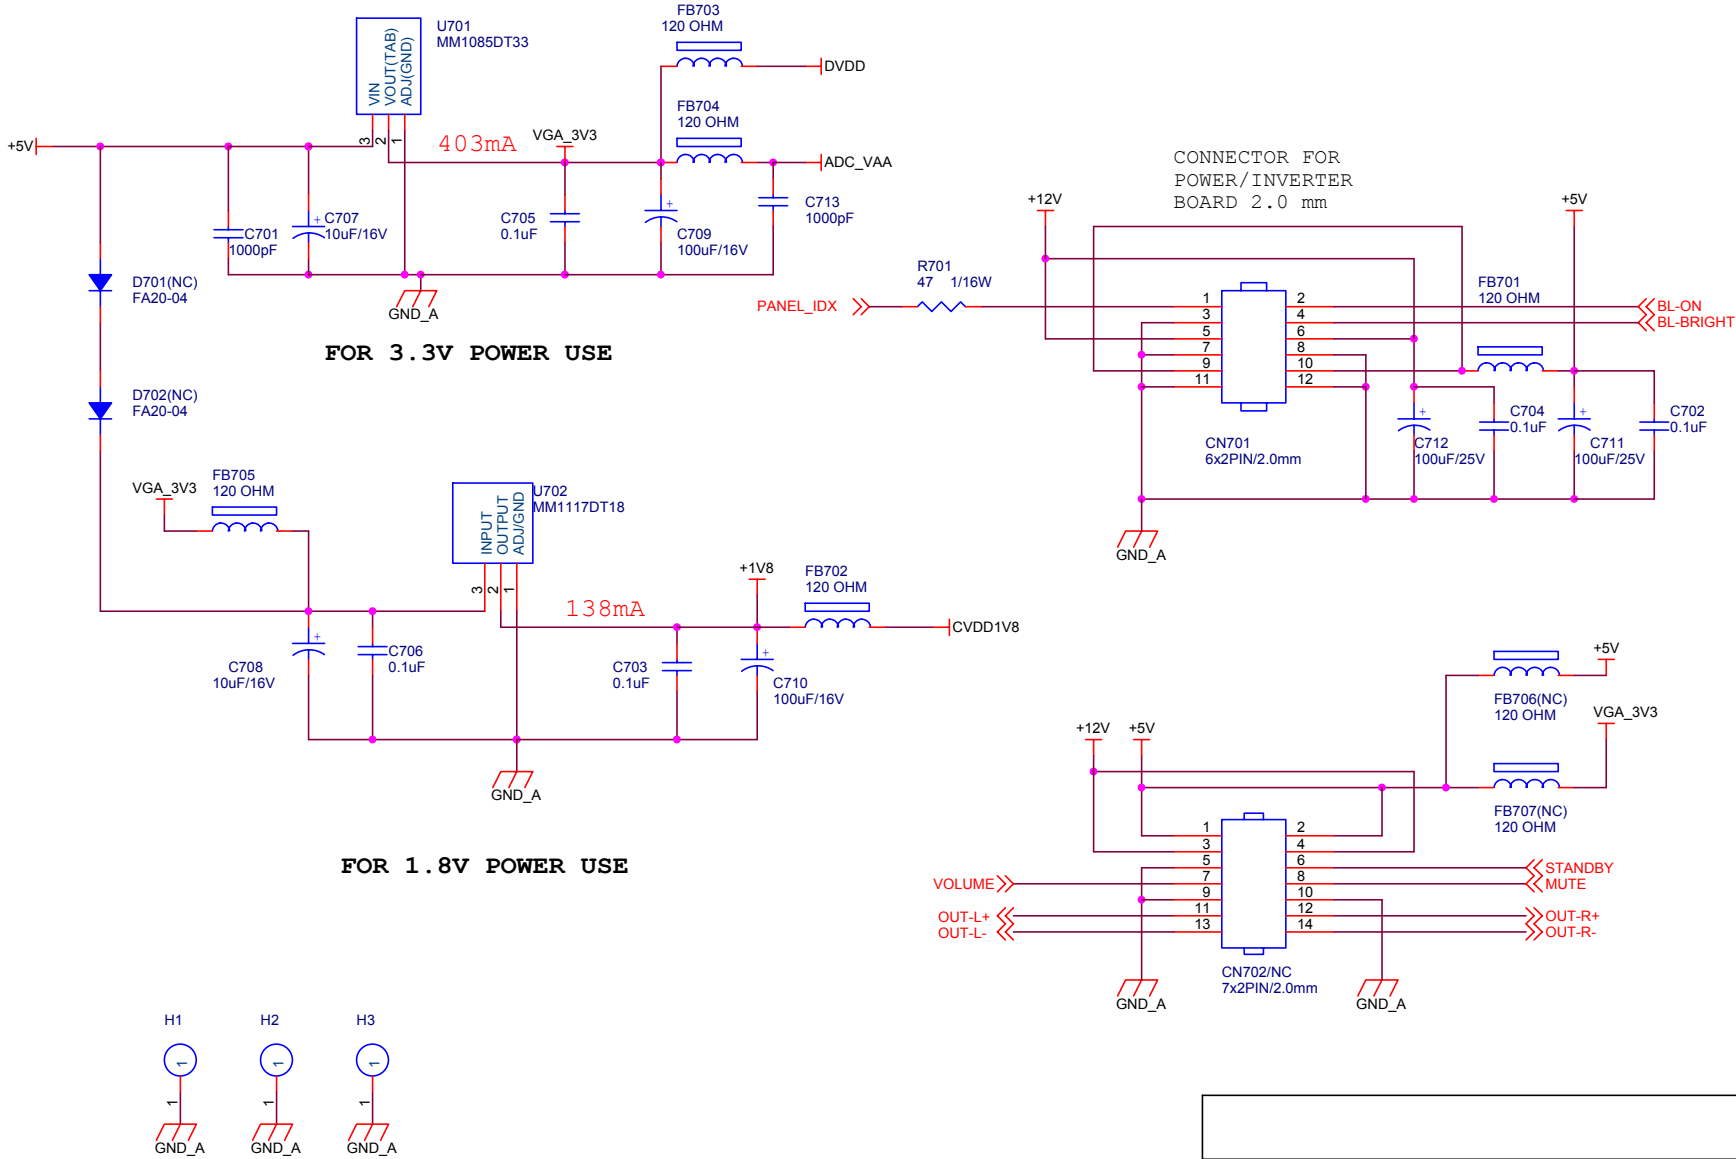 FB703
120 OHM
U701
MM1085DT33
VIN
VOUT(TAB)
ADJ(GND)
3
2
1
DVDD
FB704
120 OHM
+5V
403mA
VGA_3V3
ADC_VAA
C701
1000pF
C707
10uF/16V
+
C705
0.1uF
+
C709
100uF/16V
C713
1000pF
GND_A
D701(NC)
FA20-04
FOR 3.3V POWER USE
D702(NC)
FA20-04
CONNECTOR FOR
POWER/INVERTER
BOARD 2.0 mm
+12V
+5V
R701
47 1/16W
PANEL_IDX
FB701
120 OHM
1
2
3
4
5
6
7
8
9
10
11
12
BL-ON
BL-BRIGHT
CN701
6x2PIN/2.0mm
+
C712
100uF/25V
C704
0.1uF
+
C711
100uF/25V
C702
0.1uF
GND_A
FB705
120 OHM
VGA_3V3
U702
MM1117DT18
INPUT
OUTPUT
ADJ/GND
3
2
1
138mA
+1V8
FB702
120 OHM
CVDD1V8
+
C708
10uF/16V
C706
0.1uF
C703
0.1uF
+
C710
100uF/16V
GND_A
FOR 1.8V POWER USE
+5V
FB706(NC)
120 OHM
VGA_3V3
+12V
+5V
FB707(NC)
120 OHM
1
2
3
4
5
6
7
8
9
10
11
12
13
14
VOLUME
OUT-L+
OUT-L-
STANDBY
MUTE
OUT-R+
OUT-R-
CN702/NC
7x2PIN/2.0mm
GND_A
GND_A
H1
H2
H3
1
1
1
1
1
1
GND_A
GND_A
GND_A